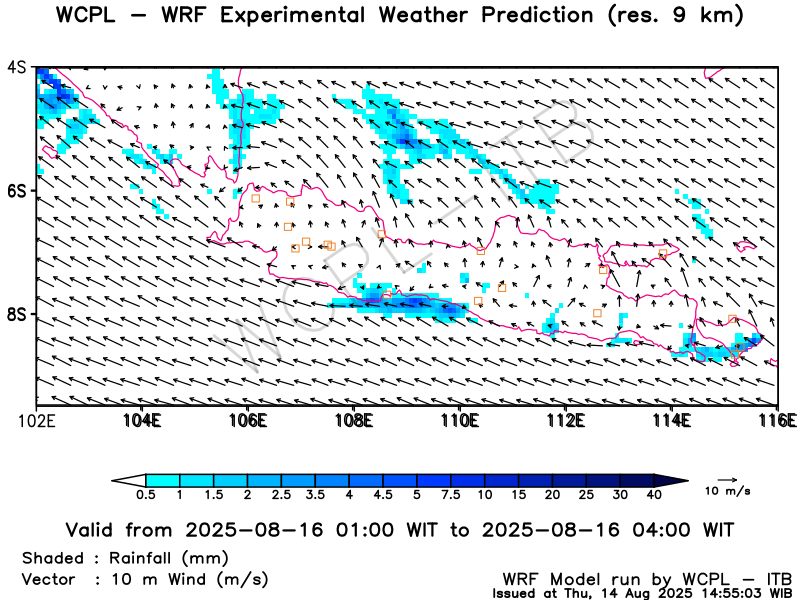 WCPL – WRF Experimental Weather Prediction (res. 9 km)
4S
6S
8S
102E 104E 106E 108E 110E 112E 114E 116E
WCPL-ITB
0.5 1 1.5 2 2.5 3.5 4 4.5 5 7.5 10 15 20 25 30 40
10 m/s
Valid from 2025-08-16 01:00 WIT to 2025-08-16 04:00 WIT
Shaded : Rainfall (mm)
Vector : 10 m Wind (m/s)
WRF Model run by WCPL – ITB
Issued at Thu, 14 Aug 2025 14:55:03 WIB